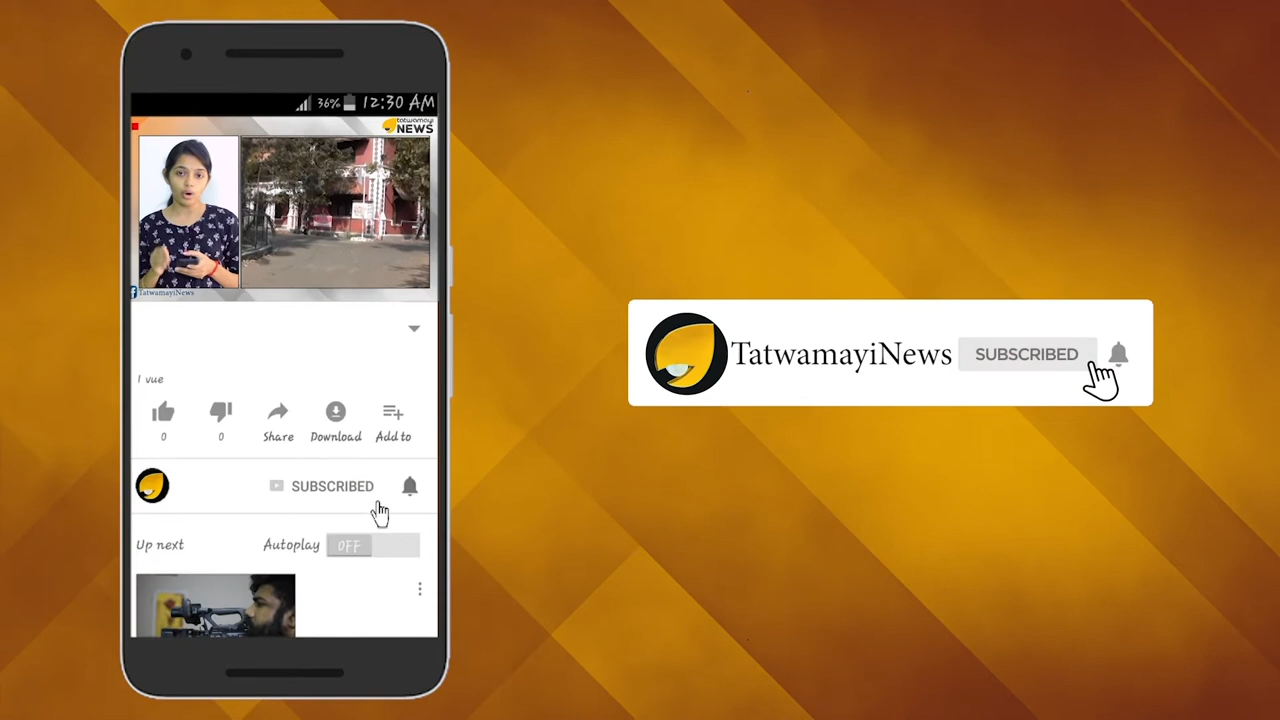 36% 12:30 AM
tatwamayi
NEWS
TatwamayiNews
1 vue
0 0 Share Download Add to
SUBSCRIBED
Up next Autoplay OFF
TatwamayiNews SUBSCRIBED